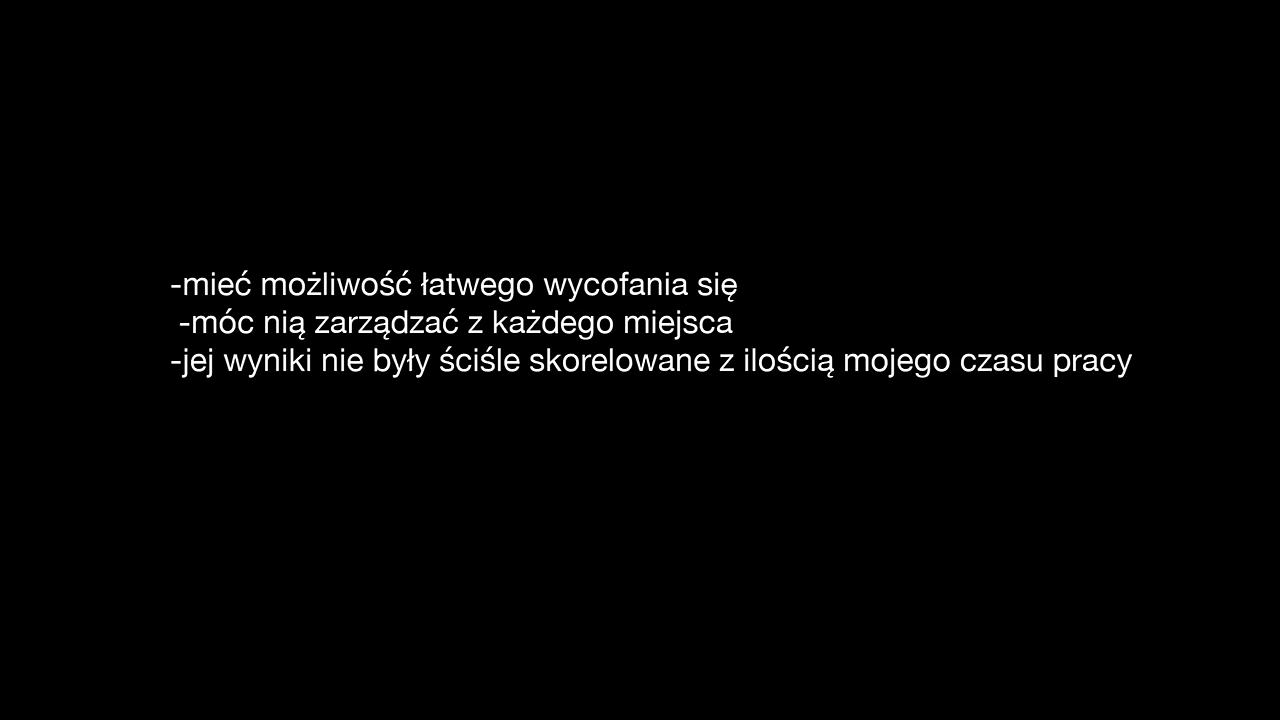 -mieć możliwość łatwego wycofania się
-móc nią zarządzać z każdego miejsca
-jej wyniki nie były ściśle skorelowane z ilością mojego czasu pracy